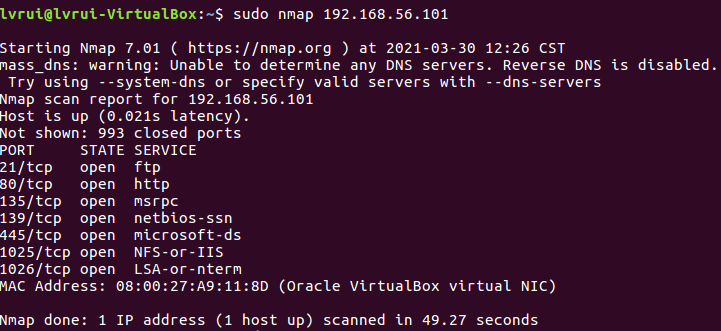 lvrui@lvrui-VirtualBox:~$ sudo nmap 192.168.56.101

Starting Nmap 7.01 ( https://nmap.org ) at 2021-03-30 12:26 CST
mass_dns: warning: Unable to determine any DNS servers. Reverse DNS is disabled.
 Try using --system-dns or specify valid servers with --dns-servers
Nmap scan report for 192.168.56.101
Host is up (0.021s latency).
Not shown: 993 closed ports
PORT     STATE SERVICE
21/tcp   open  ftp
80/tcp   open  http
135/tcp  open  msrpc
139/tcp  open  netbios-ssn
445/tcp  open  microsoft-ds
1025/tcp open  NFS-or-IIS
1026/tcp open  LSA-or-nterm
MAC Address: 08:00:27:A9:11:8D (Oracle VirtualBox virtual NIC)

Nmap done: 1 IP address (1 host up) scanned in 49.27 seconds